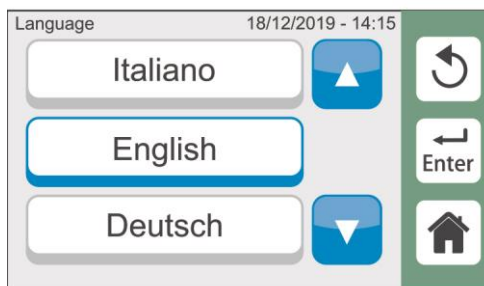 Language 18/12/2019 - 14:15
Italiano
English
Enter
Deutsch